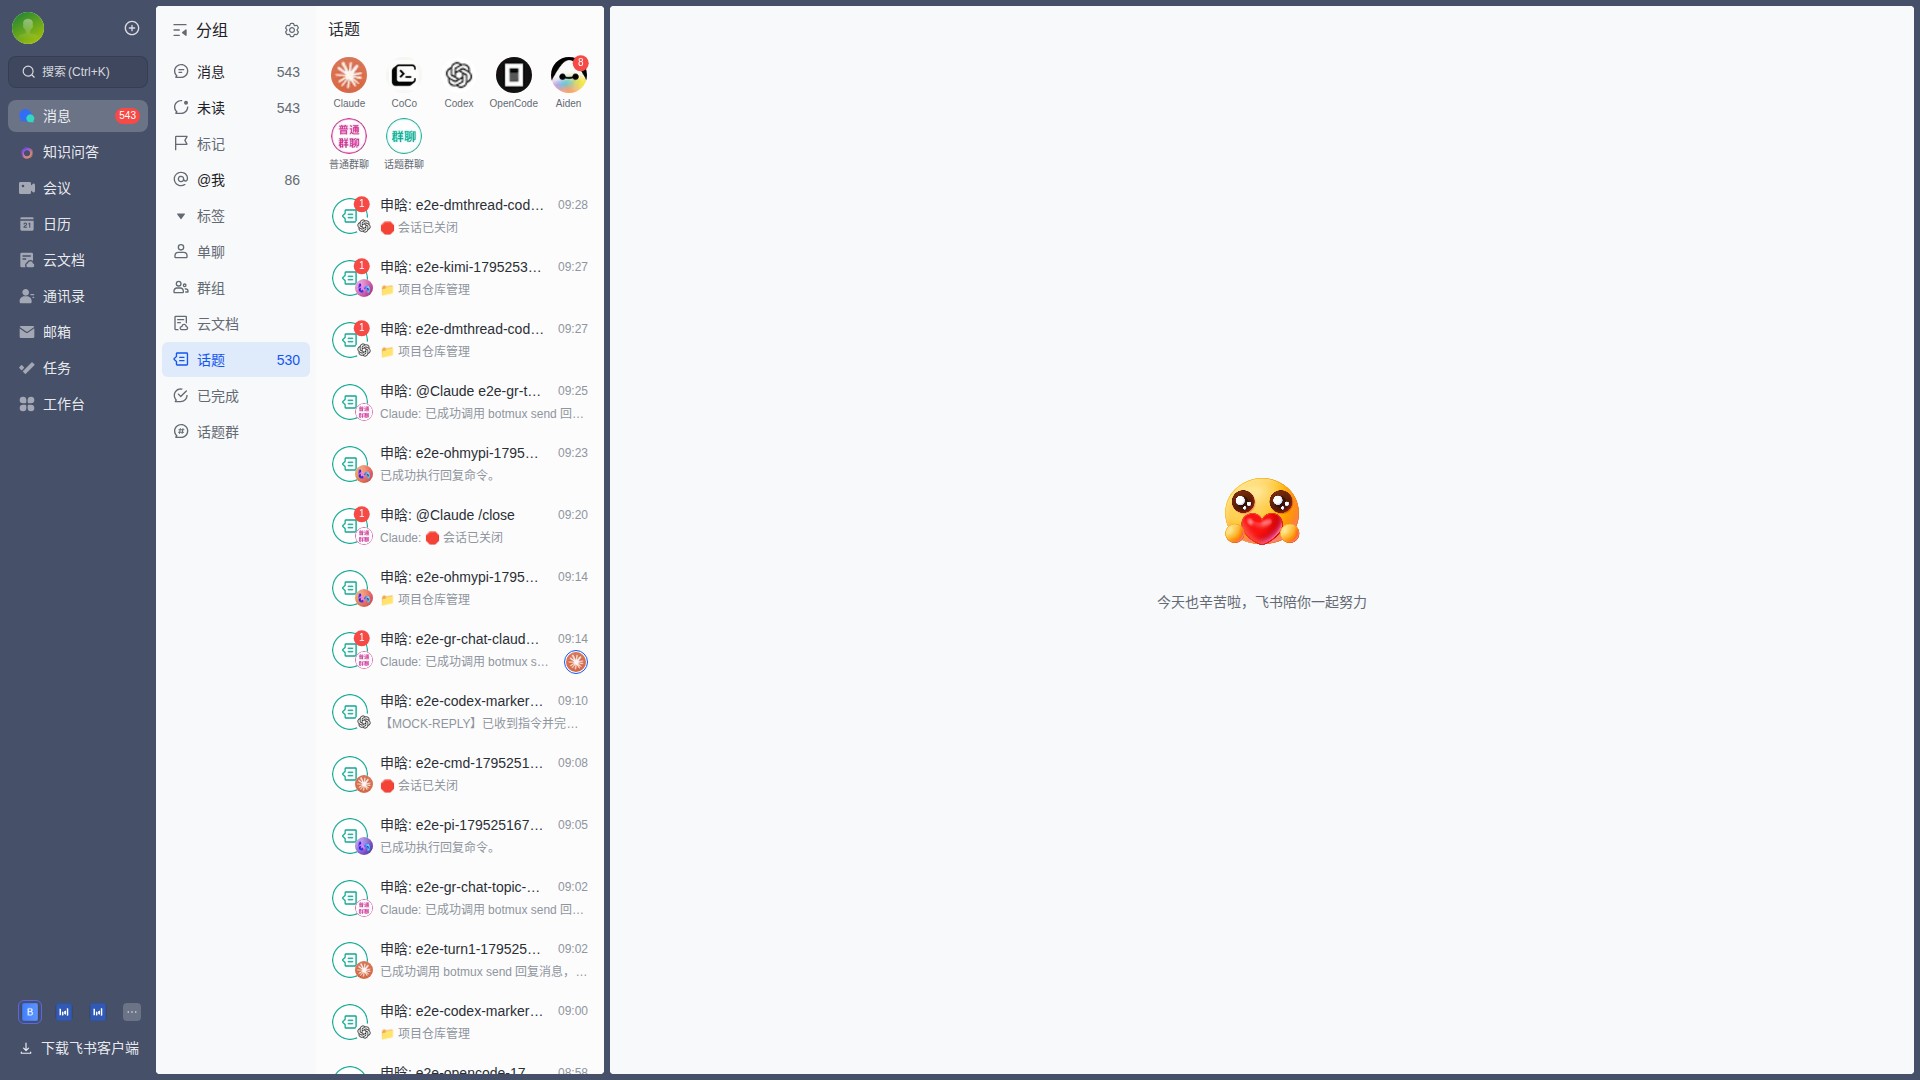 搜索 (Ctrl+K)
消息 543
知识问答
会议
日历
云文档
通讯录
邮箱
任务
工作台
B
下载飞书客户端
分组
消息 543
未读 543
标记
@我 86
标签
单聊
群组
云文档
话题 530
已完成
话题群
话题
8
Claude CoCo Codex OpenCode Aiden
普通群聊 群聊
普通群聊 话题群聊
1 申晗: e2e-dmthread-cod… 09:28
会话已关闭
1 申晗: e2e-kimi-1795253… 09:27
项目仓库管理
1 申晗: e2e-dmthread-cod… 09:27
项目仓库管理
申晗: @Claude e2e-gr-t… 09:25
Claude: 已成功调用 botmux send 回…
申晗: e2e-ohmypi-1795… 09:23
已成功执行回复命令。
1 申晗: @Claude /close 09:20
Claude: 会话已关闭
申晗: e2e-ohmypi-1795… 09:14
项目仓库管理
1 申晗: e2e-gr-chat-claud… 09:14
Claude: 已成功调用 botmux s…
申晗: e2e-codex-marker… 09:10
【MOCK-REPLY】已收到指令并完…
申晗: e2e-cmd-1795251… 09:08
会话已关闭
申晗: e2e-pi-179525167… 09:05
已成功执行回复命令。
申晗: e2e-gr-chat-topic-… 09:02
Claude: 已成功调用 botmux send 回…
申晗: e2e-turn1-179525… 09:02
已成功调用 botmux send 回复消息，…
申晗: e2e-codex-marker… 09:00
项目仓库管理
申晗: e2e-opencode-17… 08:58
今天也辛苦啦，飞书陪你一起努力